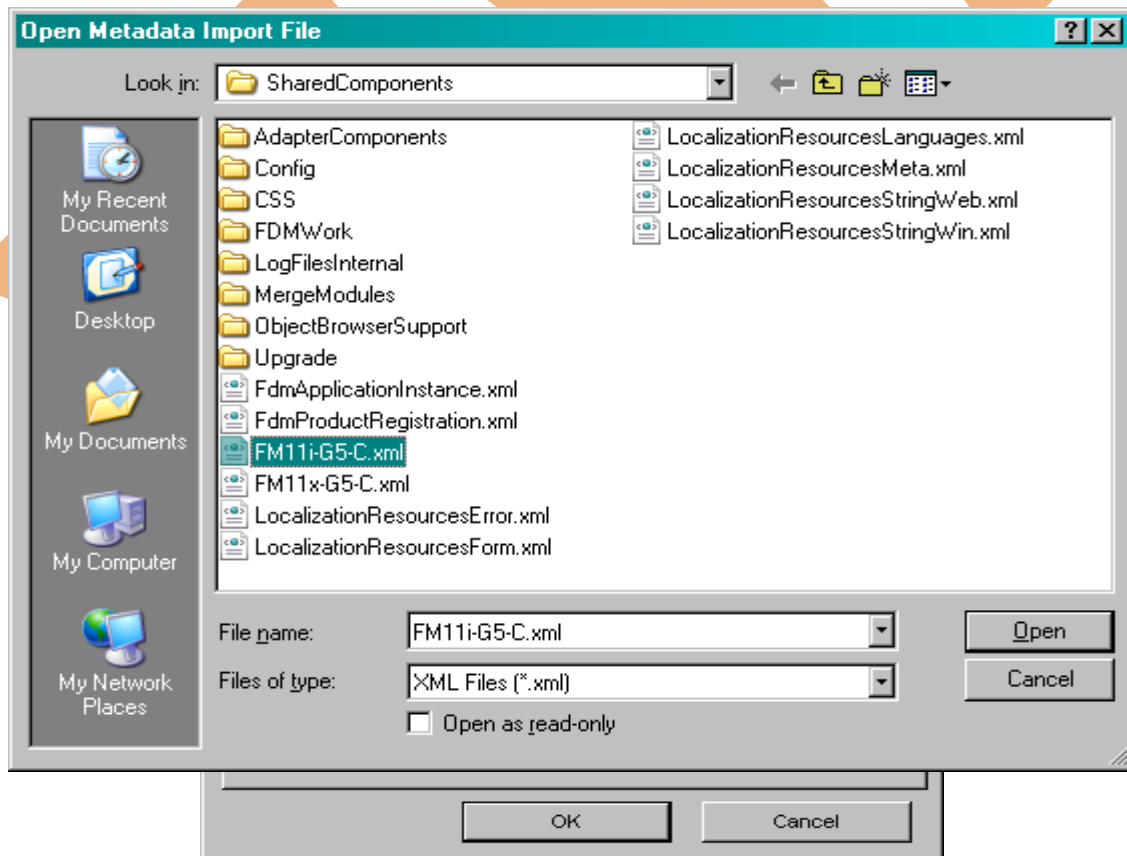 Open Metadata Import File
Look in: SharedComponents
My Recent
Documents
Desktop
My Documents
My Computer
My Network
Places
AdapterComponents
Config
CSS
FDMWork
LogFilesInternal
MergeModules
ObjectBrowserSupport
Upgrade
FdmApplicationInstance.xml
FdmProductRegistration.xml
FM11i-G5-C.xml
FM11x-G5-C.xml
LocalizationResourcesError.xml
LocalizationResourcesForm.xml
LocalizationResourcesLanguages.xml
LocalizationResourcesMeta.xml
LocalizationResourcesStringWeb.xml
LocalizationResourcesStringWin.xml
File name: FM11i-G5-C.xml Open
Files of type: XML Files (*.xml) Cancel
Open as read-only
OK Cancel